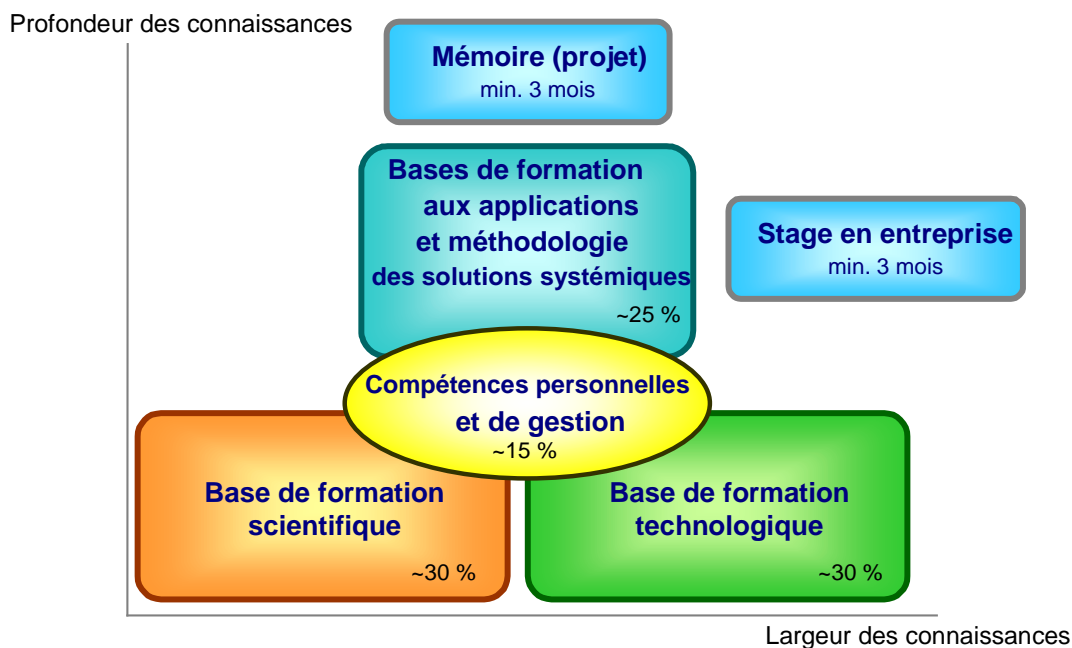 Profondeur des connaissances
Mémoire (projet)
min. 3 mois
Bases de formation
aux applications
et méthodologie
des solutions systémiques
~25 %
Stage en entreprise
min. 3 mois
Compétences personnelles
et de gestion
~15 %
Base de formation
scientifique
~30 %
Base de formation
technologique
~30 %
Largeur des connaissances